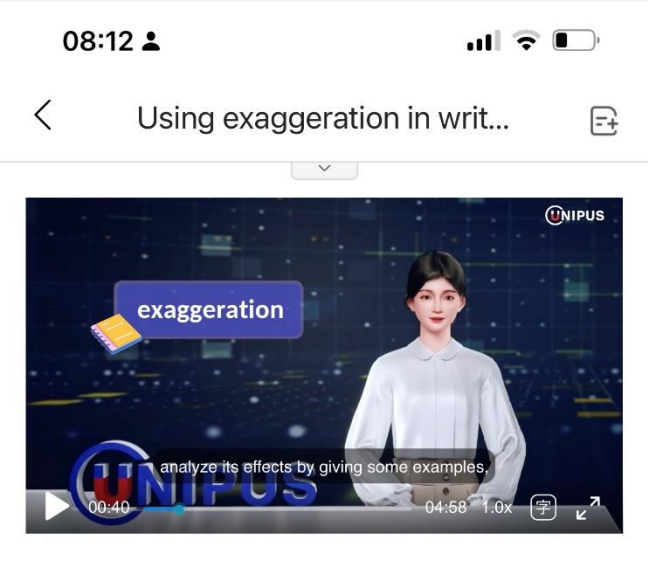 08:12
Using exaggeration in writ...
UNIPUS
exaggeration
UNIPUS
analyze its effects by giving some examples,
00:40
04:58 1.0x 字